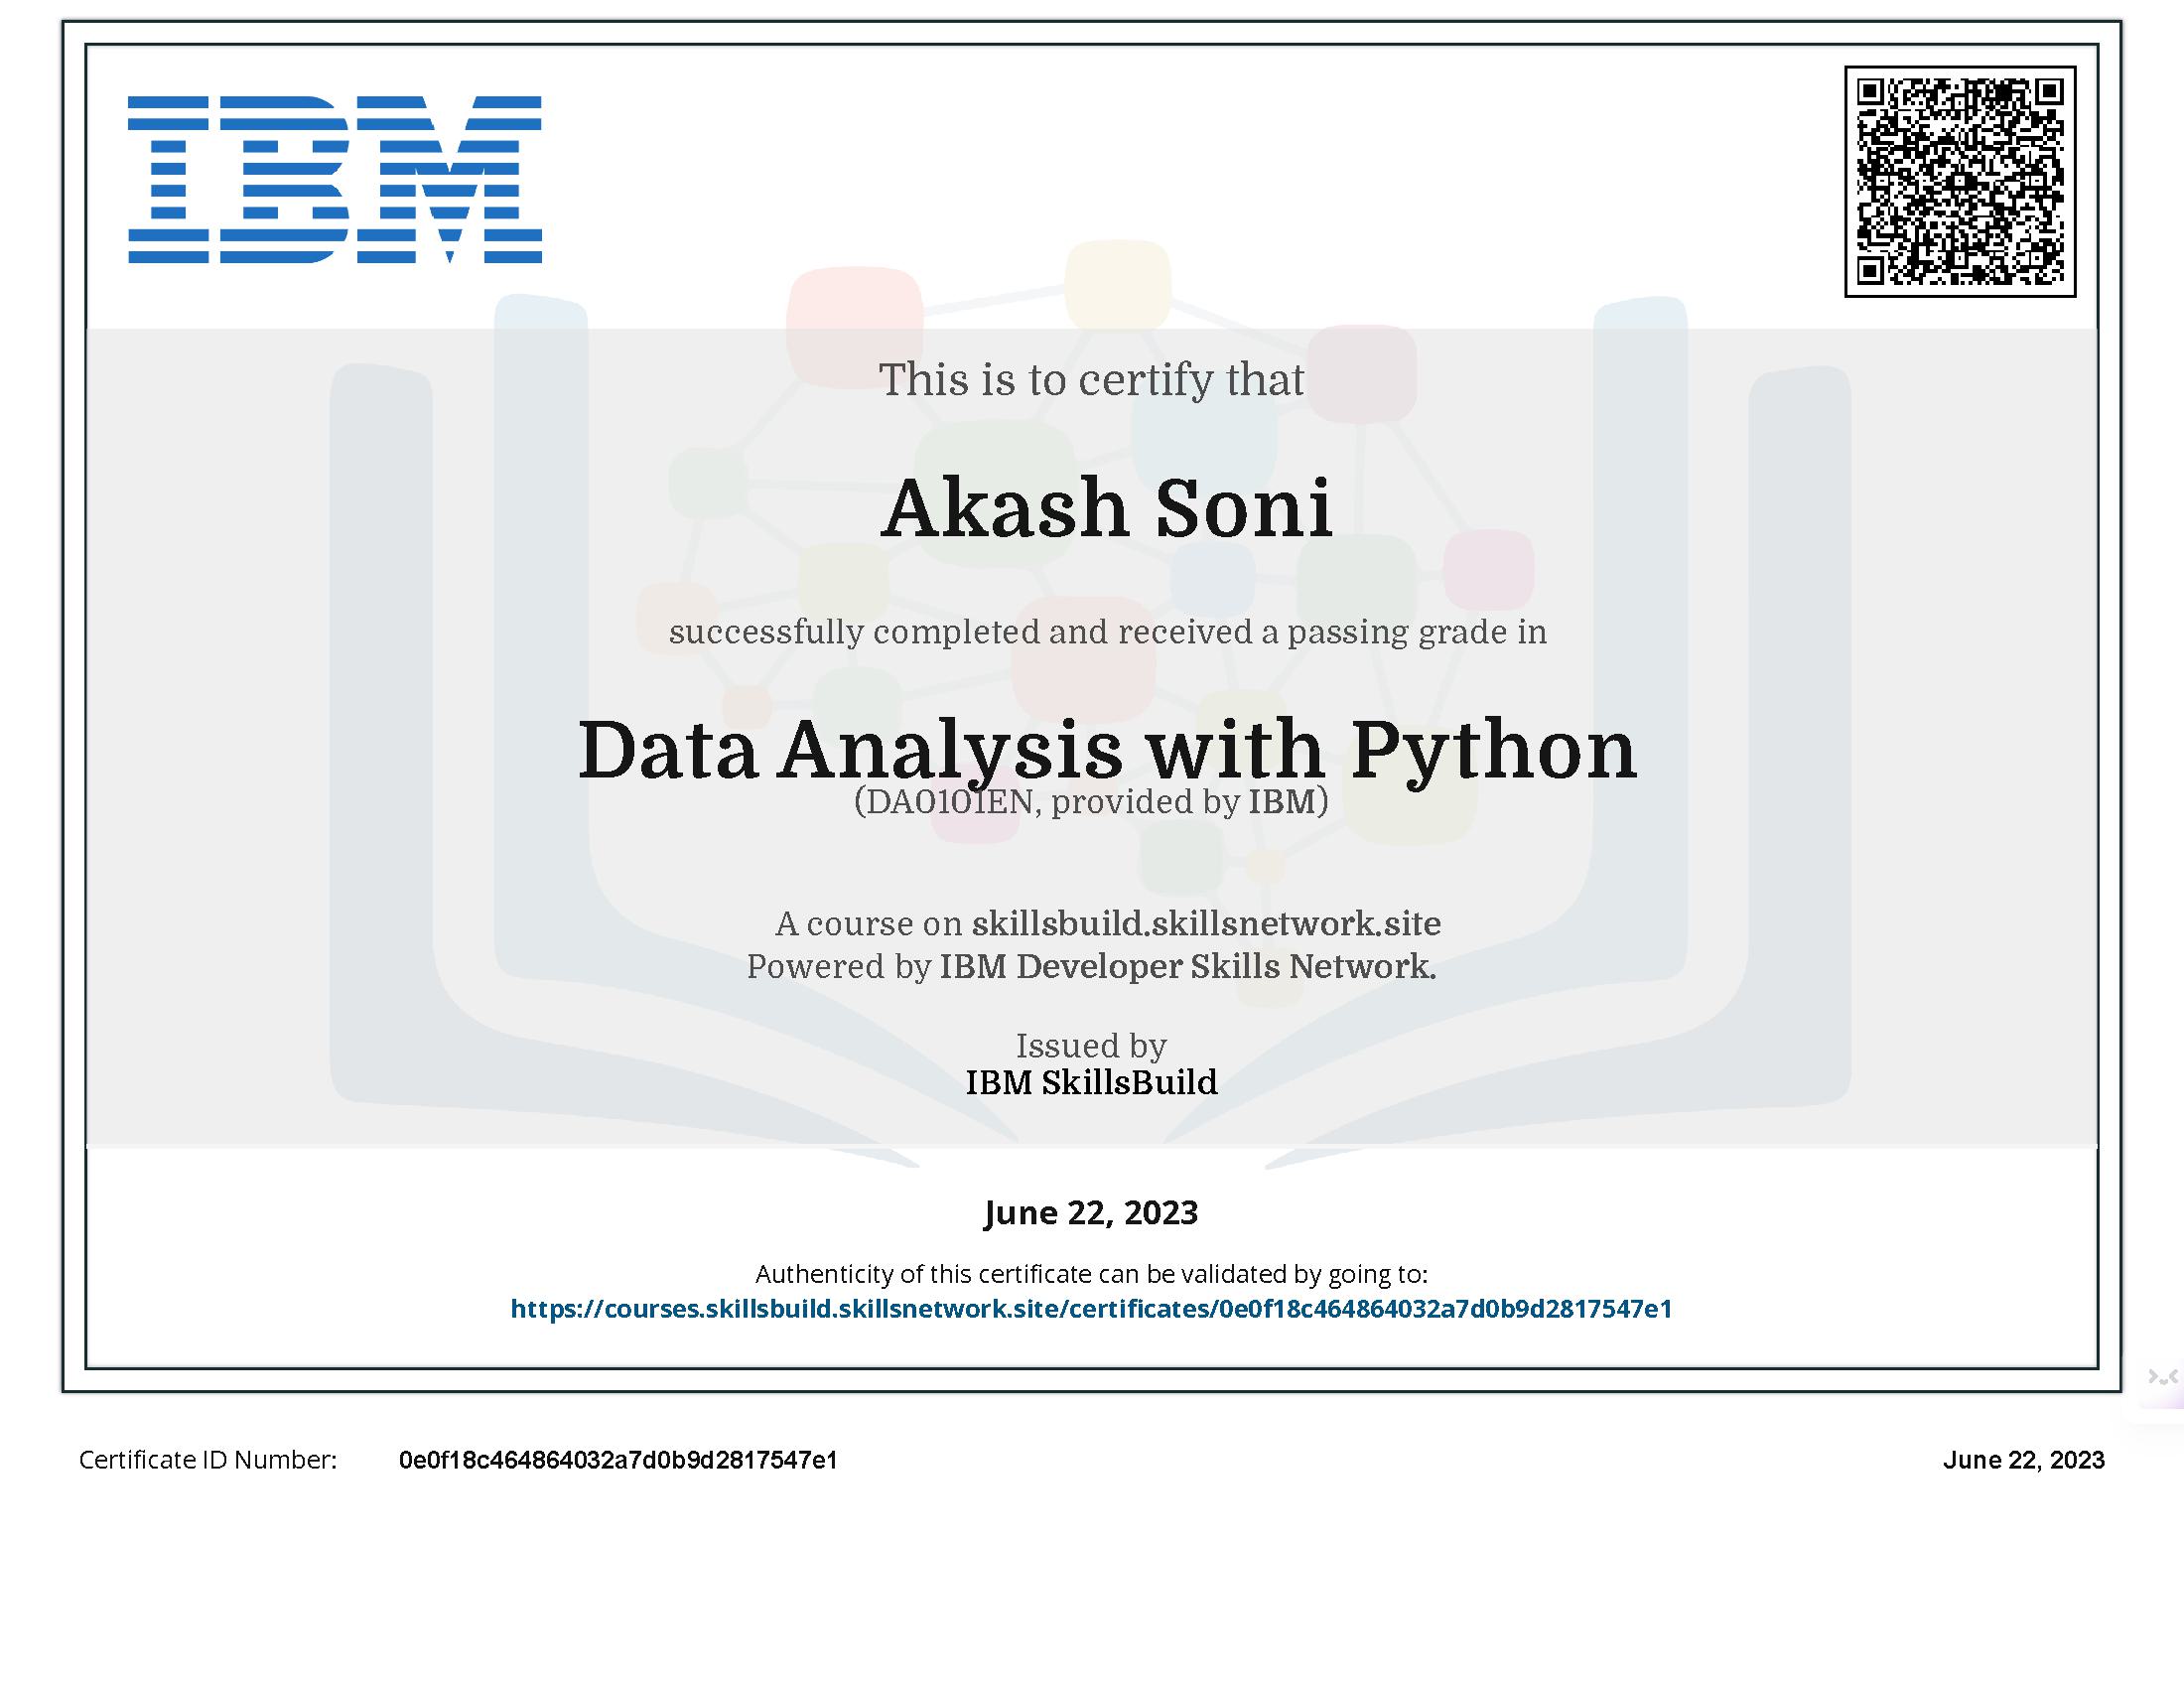 IBM
This is to certify that
Akash Soni
successfully completed and received a passing grade in
Data Analysis with Python
(DA0101EN, provided by IBM)
A course on skillsbuild.skillsnetwork.site
Powered by IBM Developer Skills Network.
Issued by
IBM SkillsBuild
June 22, 2023
Authenticity of this certificate can be validated by going to:
https://courses.skillsbuild.skillsnetwork.site/certificates/0e0f18c464864032a7d0b9d2817547e1
Certificate ID Number: 0e0f18c464864032a7d0b9d2817547e1 June 22, 2023